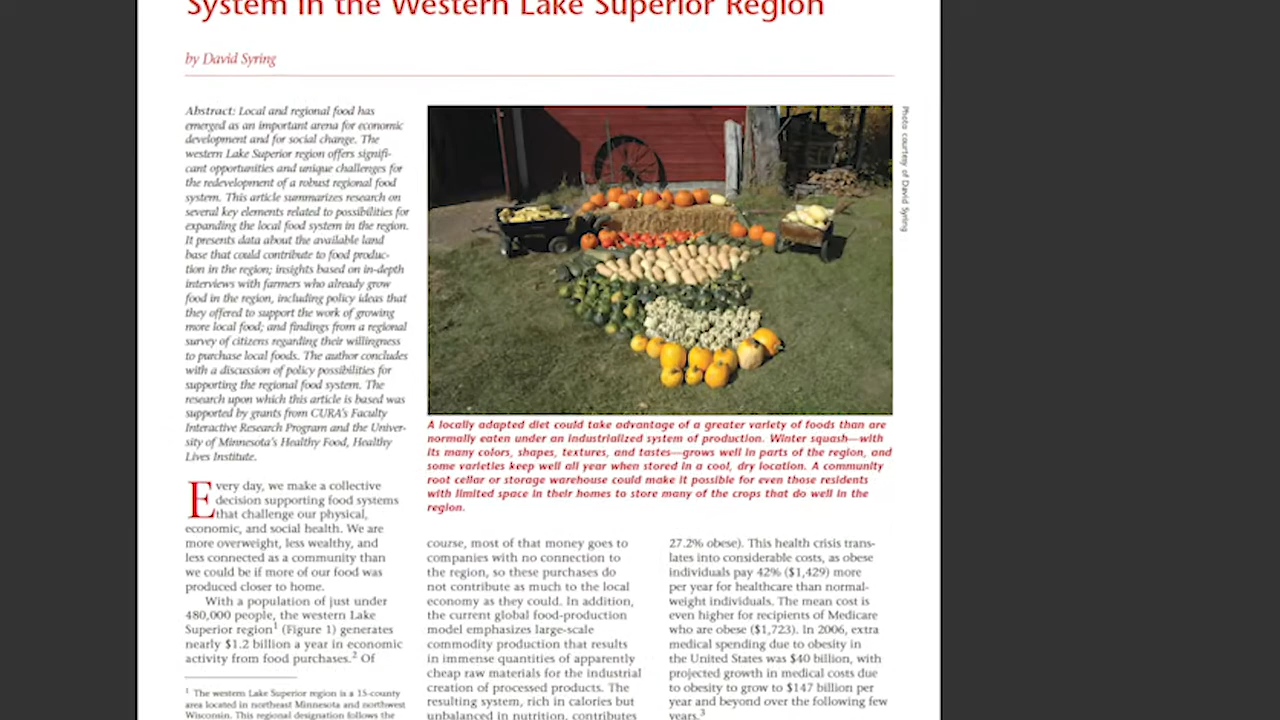 System in the Western Lake Superior Region
by David Syring
Abstract: Local and regional food has
emerged as an important arena for economic
development and for social change. The
western Lake Superior region offers signifi-
cant opportunities and unique challenges for
the redevelopment of a robust regional food
system. This article summarizes research on
several key elements related to possibilities for
expanding the local food system in the region.
It presents data about the available land
base that could contribute to food produc-
tion in the region; insights based on in-depth
interviews with farmers who already grow
food in the region, including policy ideas that
they offered to support the work of growing
more local food; and findings from a regional
survey of citizens regarding their willingness
to purchase local foods. The author concludes
with a discussion of policy possibilities for
supporting the regional food system. The
research upon which this article is based was
supported by grants from CURA's Faculty
Interactive Research Program and the Univer-
sity of Minnesota's Healthy Food, Healthy
Lives Institute.
Every day, we make a collective
decision supporting food systems
that challenge our physical,
economic, and social health. We are
more overweight, less wealthy, and
less connected as a community than
we could be if more of our food was
produced closer to home.
With a population of just under
480,000 people, the western Lake
Superior region¹ (Figure 1) generates
nearly $1.2 billion a year in economic
activity from food purchases.² Of
¹ The western Lake Superior region is a 15-county
area located in northeast Minnesota and northwest
Wisconsin. This regional designation follows the
Photo courtesy of David Syring
A locally adapted diet could take advantage of a greater variety of foods than are
normally eaten under an industrialized system of production. Winter squash—with
its many colors, shapes, textures, and tastes—grows well in parts of the region, and
some varieties keep well all year when stored in a cool, dry location. A community
root cellar or storage warehouse could make it possible for even those residents
with limited space in their homes to store many of the crops that do well in the
region.
course, most of that money goes to
companies with no connection to
the region, so these purchases do
not contribute as much to the local
economy as they could. In addition,
the current global food-production
model emphasizes large-scale
commodity production that results
in immense quantities of apparently
cheap raw materials for the industrial
creation of processed products. The
resulting system, rich in calories but
unbalanced in nutrition, contributes
27.2% obese). This health crisis trans-
lates into considerable costs, as obese
individuals pay 42% ($1,429) more
per year for healthcare than normal-
weight individuals. The mean cost is
even higher for recipients of Medicare
who are obese ($1,723). In 2006, extra
medical spending due to obesity in
the United States was $40 billion, with
projected growth in medical costs due
to obesity to grow to $147 billion per
year and beyond over the following few
years.³